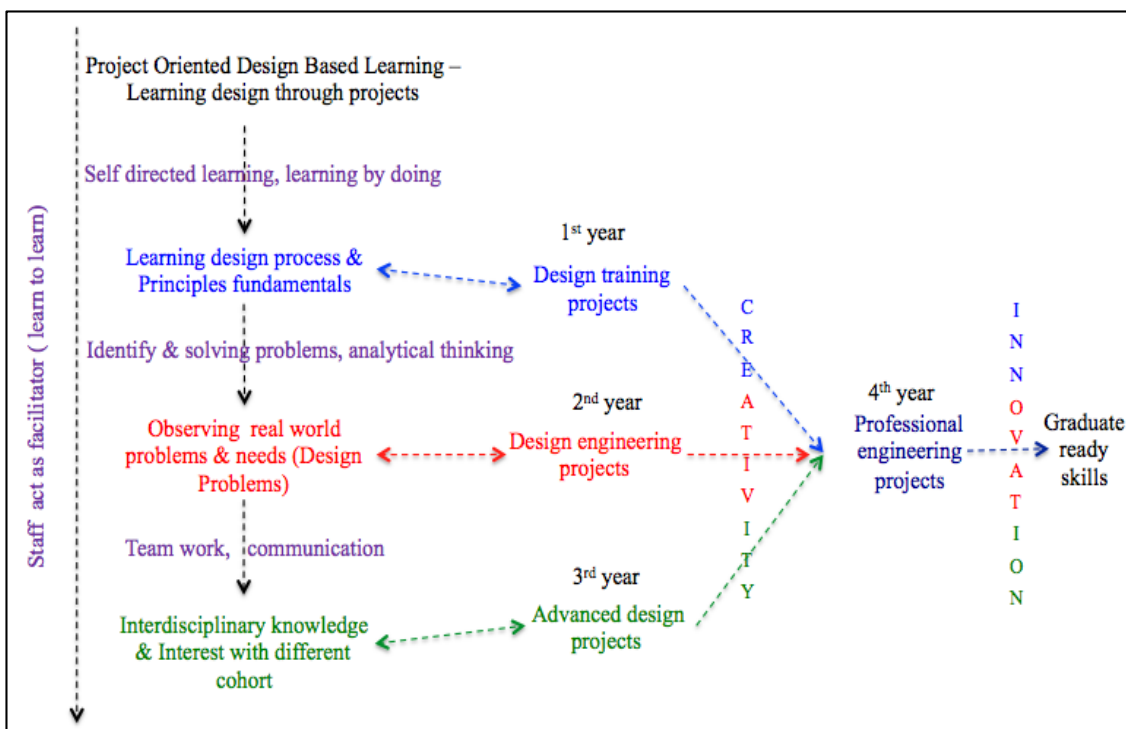 Project Oriented Design Based Learning –
Learning design through projects
Self directed learning, learning by doing
Staff act as facilitator ( learn to learn)
1st year
Learning design process &
Principles fundamentals
Design training
projects
CREATIVITY
INNOVATION
Identify & solving problems, analytical thinking
2nd year
4th year
Observing real world
problems & needs (Design
Problems)
Design engineering
projects
Professional
engineering
projects
Graduate
ready
skills
Team work, communication
3rd year
Interdisciplinary knowledge
& Interest with different
cohort
Advanced design
projects